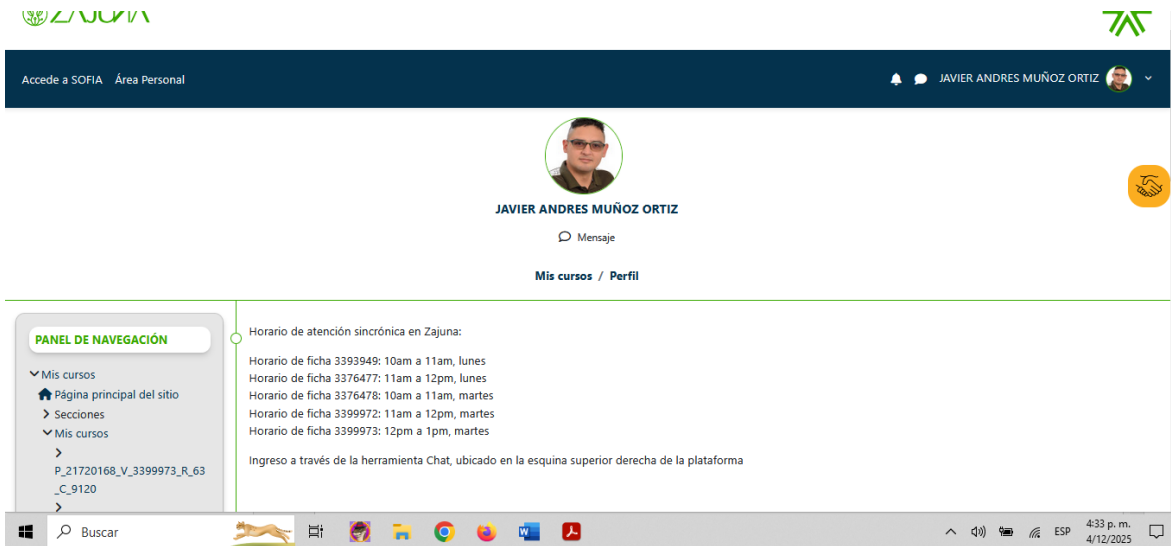 ZAJUNA
Accede a SOFIA Área Personal
JAVIER ANDRES MUÑOZ ORTIZ
JAVIER ANDRES MUÑOZ ORTIZ
Mensaje
Mis cursos / Perfil
PANEL DE NAVEGACIÓN
Mis cursos
Página principal del sitio
Secciones
Mis cursos
P_21720168_V_3399973_R_63
_C_9120
Horario de atención sincrónica en Zajuna:
Horario de ficha 3393949: 10am a 11am, lunes
Horario de ficha 3376477: 11am a 12pm, lunes
Horario de ficha 3376478: 10am a 11am, martes
Horario de ficha 3399972: 11am a 12pm, martes
Horario de ficha 3399973: 12pm a 1pm, martes
Ingreso a través de la herramienta Chat, ubicado en la esquina superior derecha de la plataforma
Buscar
ESP
4:33 p. m.
4/12/2025